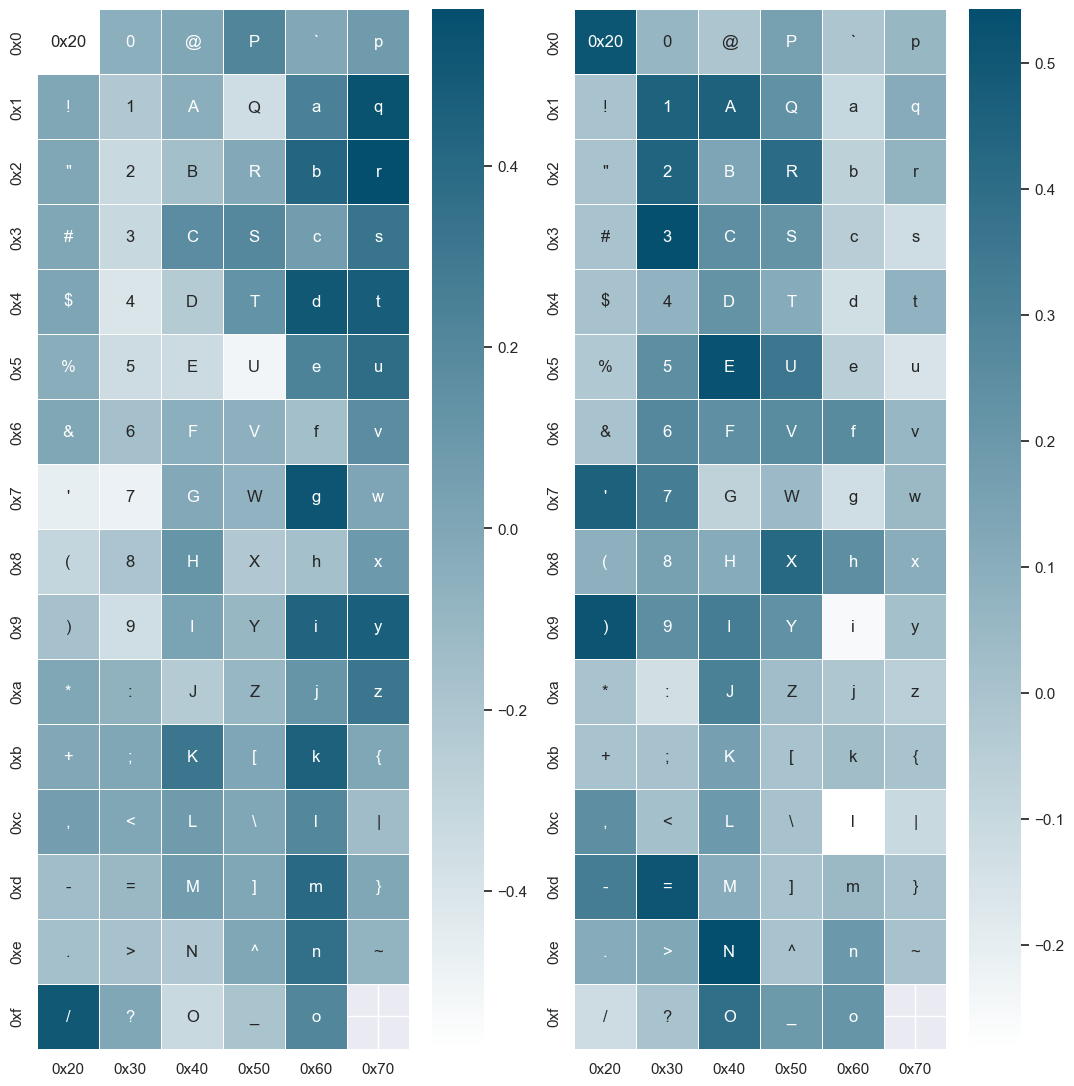 0x0 0x20 0 @ P ` p 0x0 0x20 0 @ P ` p 0.5
0x1 ! 1 A Q a q 0x1 ! 1 A Q a q
0x2 " 2 B R b r 0.4 0x2 " 2 B R b r 0.4
0x3 # 3 C S c s 0x3 # 3 C S c s
0x4 $ 4 D T d t 0x4 $ 4 D T d t 0.3
0x5 % 5 E U e u 0.2 0x5 % 5 E U e u
0x6 & 6 F V f v 0x6 & 6 F V f v 0.2
0x7 ' 7 G W g w 0.0 0x7 ' 7 G W g w
0x8 ( 8 H X h x 0x8 ( 8 H X h x 0.1
0x9 ) 9 I Y i y 0x9 ) 9 I Y i y
0xa * : J Z j z −0.2 0xa * : J Z j z 0.0
0xb + ; K [ k { 0xb + ; K [ k {
0xc , < L \ l | 0xc , < L \ l | −0.1
0xd - = M ] m } −0.4 0xd - = M ] m }
0xe . > N ^ n ~ 0xe . > N ^ n ~ −0.2
0xf / ? O _ o 0xf / ? O _ o
0x20 0x30 0x40 0x50 0x60 0x70 0x20 0x30 0x40 0x50 0x60 0x70